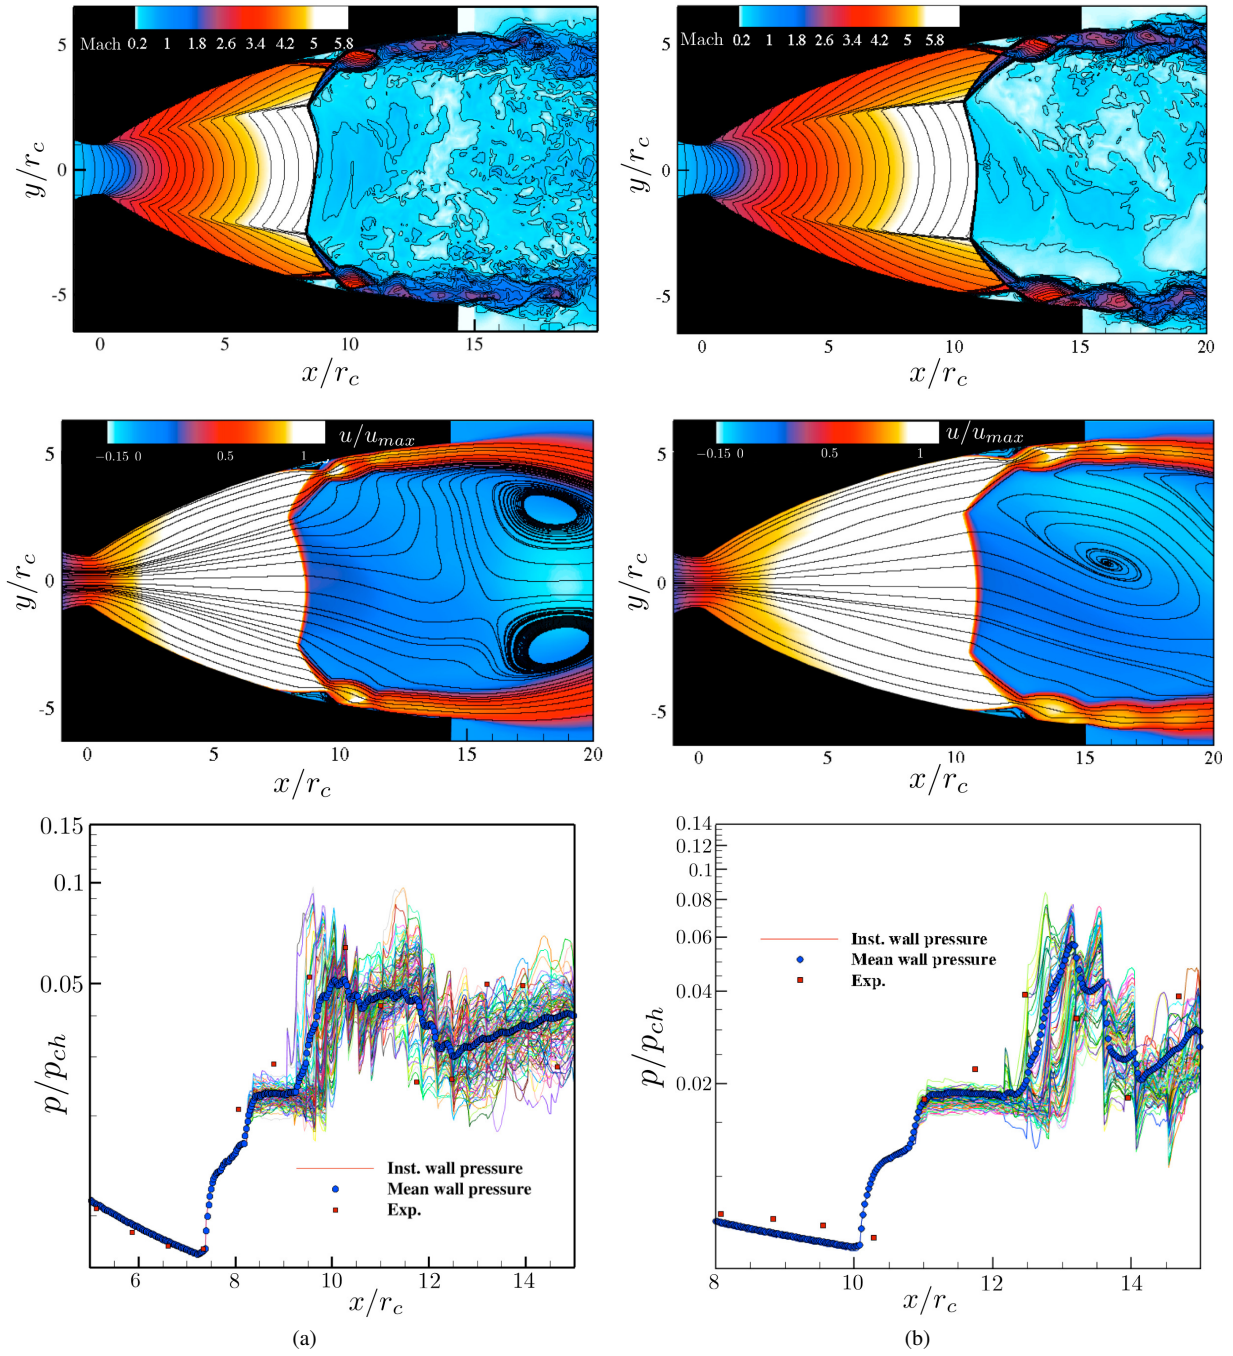 Mach 0.2 1 1.8 2.6 3.4 4.2 5 5.8
5
0
-5
y/r_c
0 5 10 15
x/r_c
Mach 0.2 1 1.8 2.6 3.4 4.2 5 5.8
5
0
-5
y/r_c
0 5 10 15 20
x/r_c
u/u_max
−0.15 0 0.5 1
5
0
-5
y/r_c
0 5 10 15 20
x/r_c
u/u_max
−0.15 0 0.5 1
5
0
-5
y/r_c
0 5 10 15 20
x/r_c
0.15
0.1
0.05
p/p_ch
Inst. wall pressure
Mean wall pressure
Exp.
6 8 10 12 14
x/r_c
(a)
0.14
0.12
0.1
0.08
0.06
0.04
0.02
p/p_ch
Inst. wall pressure
Mean wall pressure
Exp.
8 10 12 14
x/r_c
(b)